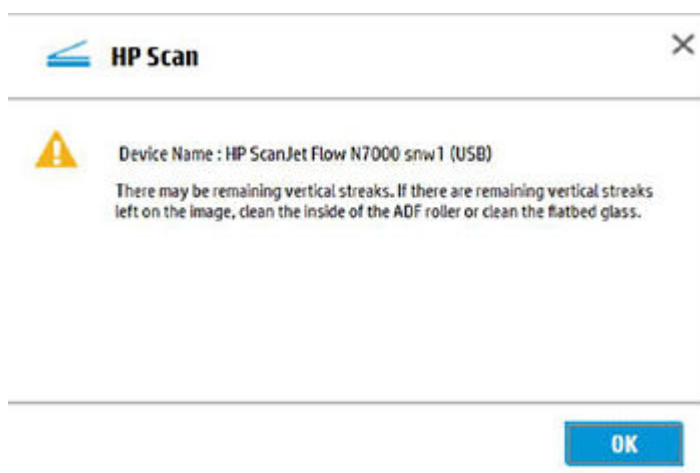 HP Scan
Device Name : HP ScanJet Flow N7000 snw1 (USB)
There may be remaining vertical streaks. If there are remaining vertical streaks
left on the image, clean the inside of the ADF roller or clean the flatbed glass.
OK